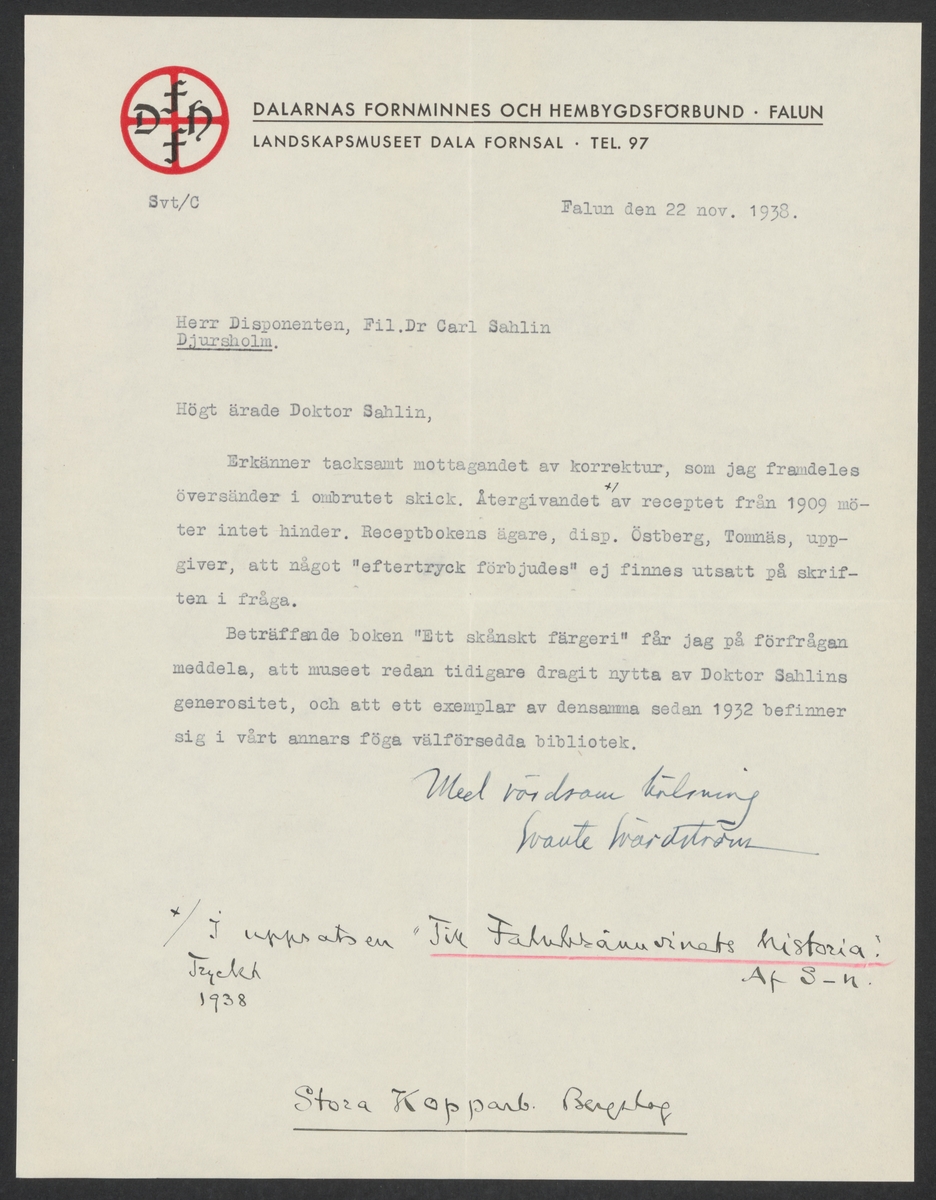 f
D H
f
DALARNAS FORNMINNES OCH HEMBYGDSFÖRBUND · FALUN
LANDSKAPSMUSEET DALA FORNSAL · TEL. 97
Svt/C
Falun den 22 nov. 1938.
Herr Disponenten, Fil.Dr Carl Sahlin
Djursholm.
Högt ärade Doktor Sahlin,
Erkänner tacksamt mottagandet av korrektur, som jag framdeles
översänder i ombrutet skick. Återgivandet +/ av receptet från 1909 mö-
ter intet hinder. Receptbokens ägare, disp. Östberg, Tomnäs, upp-
giver, att något "eftertryck förbjudes" ej finnes utsatt på skrif-
ten i fråga.
Beträffande boken "Ett skånskt färgeri" får jag på förfrågan
meddela, att museet redan tidigare dragit nytta av Doktor Sahlins
generositet, och att ett exemplar av densamma sedan 1932 befinner
sig i vårt annars föga välförsedda bibliotek.
Med vördsam hälsning
Svante Svärdström
+/ I uppsatsen "Till Falubrännvinets historia."
Tryckt
Af S-n.
1938
Stora Kopparb. Bergslag